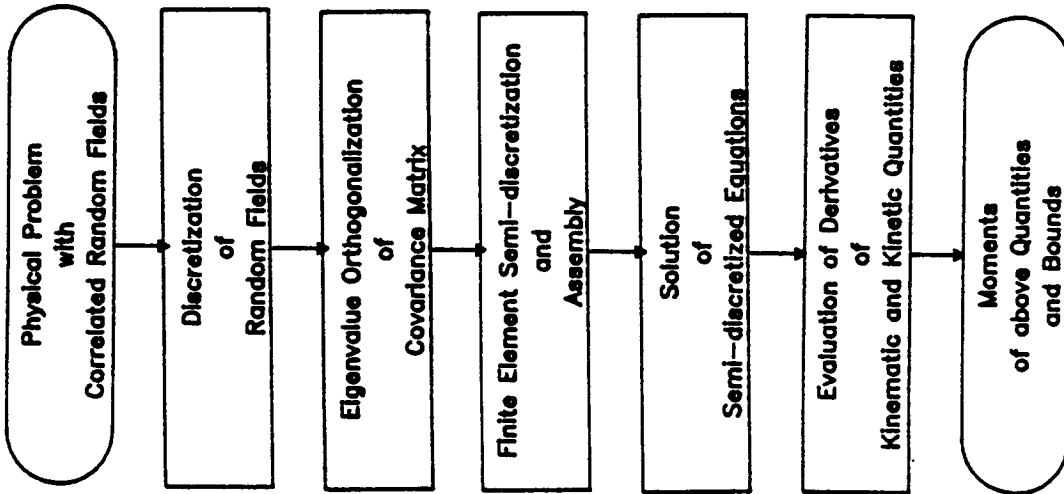 Physical Problem
with
Correlated Random Fields
Discretization
of
Random Fields
Eigenvalue Orthogonalization
of
Covariance Matrix
Finite Element Semi-discretization
and
Assembly
Solution
of
Semi-discretized Equations
Evaluation of Derivatives
of
Kinematic and Kinetic Quantities
Moments
of above Quantities
and Bounds